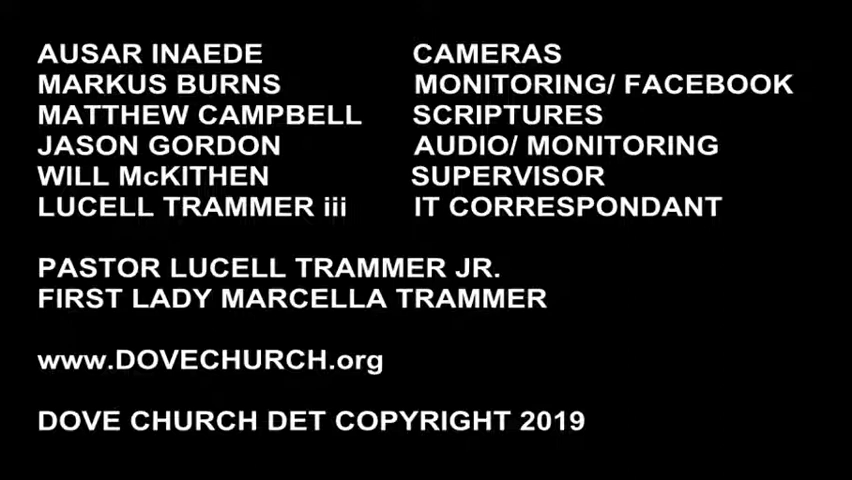 AUSAR INAEDE CAMERAS
MARKUS BURNS MONITORING/ FACEBOOK
MATTHEW CAMPBELL SCRIPTURES
JASON GORDON AUDIO/ MONITORING
WILL McKITHEN SUPERVISOR
LUCELL TRAMMER iii IT CORRESPONDANT
PASTOR LUCELL TRAMMER JR.
FIRST LADY MARCELLA TRAMMER
www.DOVECHURCH.org
DOVE CHURCH DET COPYRIGHT 2019